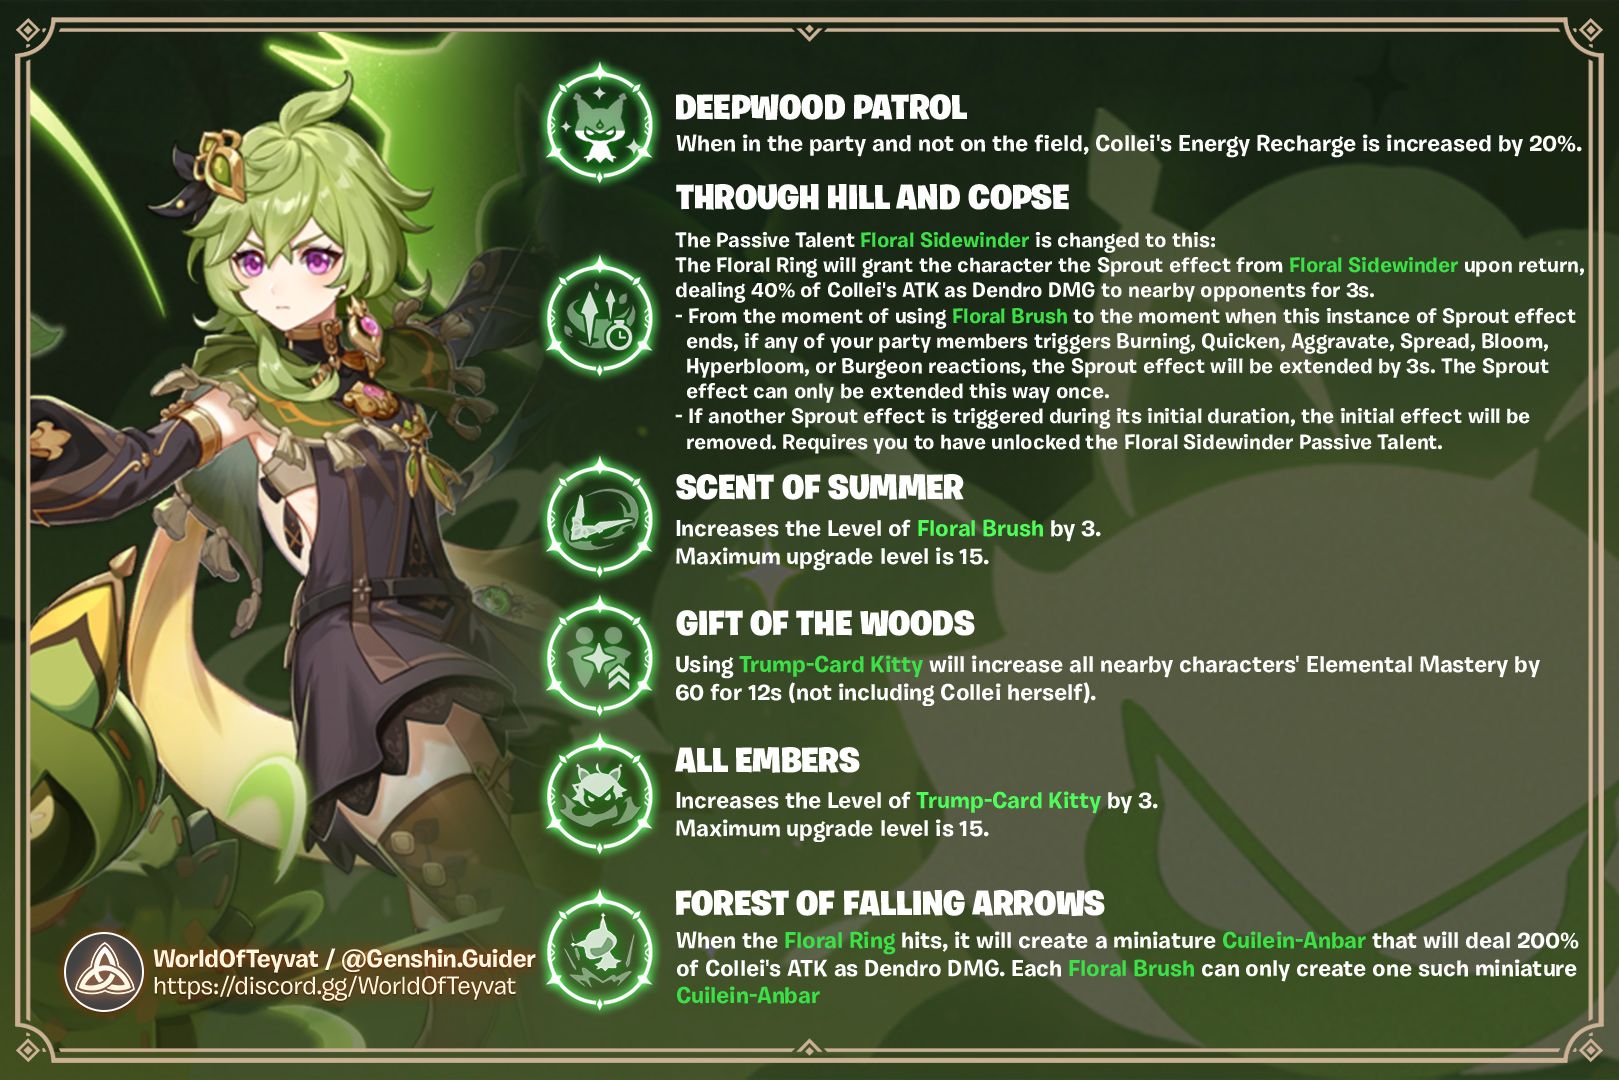 DEEPWOOD PATROL
When in the party and not on the field, Collei's Energy Recharge is increased by 20%.
THROUGH HILL AND COPSE
The Passive Talent Floral Sidewinder is changed to this:
The Floral Ring will grant the character the Sprout effect from Floral Sidewinder upon return,
dealing 40% of Collei's ATK as Dendro DMG to nearby opponents for 3s.
- From the moment of using Floral Brush to the moment when this instance of Sprout effect
ends, if any of your party members triggers Burning, Quicken, Aggravate, Spread, Bloom,
Hyperbloom, or Burgeon reactions, the Sprout effect will be extended by 3s. The Sprout
effect can only be extended this way once.
- If another Sprout effect is triggered during its initial duration, the initial effect will be
removed. Requires you to have unlocked the Floral Sidewinder Passive Talent.
SCENT OF SUMMER
Increases the Level of Floral Brush by 3.
Maximum upgrade level is 15.
GIFT OF THE WOODS
Using Trump-Card Kitty will increase all nearby characters' Elemental Mastery by
60 for 12s (not including Collei herself).
ALL EMBERS
Increases the Level of Trump-Card Kitty by 3.
Maximum upgrade level is 15.
FOREST OF FALLING ARROWS
When the Floral Ring hits, it will create a miniature Cuilein-Anbar that will deal 200%
of Collei's ATK as Dendro DMG. Each Floral Brush can only create one such miniature
Cuilein-Anbar
WorldOfTeyvat / @Genshin.Guider
https://discord.gg/WorldOfTeyvat